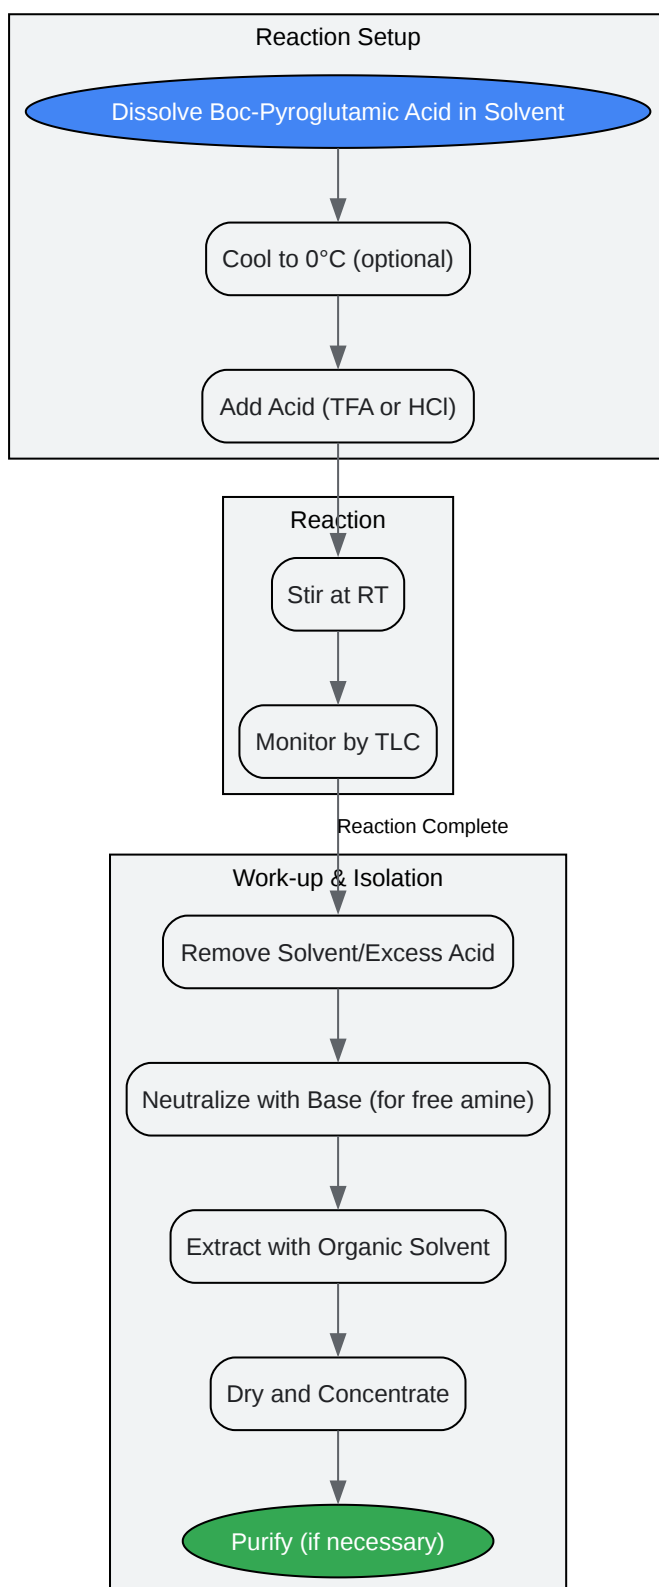 Reaction Setup
Dissolve Boc-Pyroglutamic Acid in Solvent
Cool to 0°C (optional)
Add Acid (TFA or HCl)
Reaction
Stir at RT
Monitor by TLC
Reaction Complete
Work-up & Isolation
Remove Solvent/Excess Acid
Neutralize with Base (for free amine)
Extract with Organic Solvent
Dry and Concentrate
Purify (if necessary)